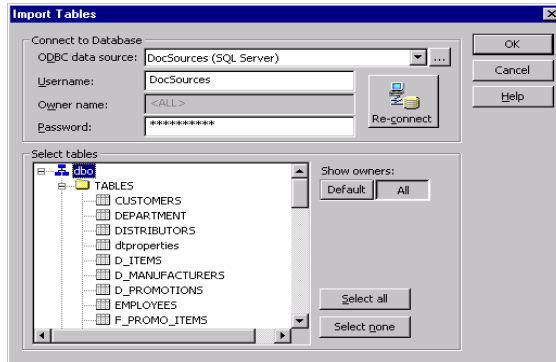 Import Tables
Connect to Database
ODBC data source: DocSources (SQL Server) ...
Username: DocSources
Owner name: <ALL>
Password: **********
Re-connect
OK
Cancel
Help
Select tables
dbo
TABLES
CUSTOMERS
DEPARTMENT
DISTRIBUTORS
dtproperties
D_ITEMS
D_MANUFACTURERS
D_PROMOTIONS
EMPLOYEES
F_PROMO_ITEMS
Show owners:
Default All
Select all
Select none